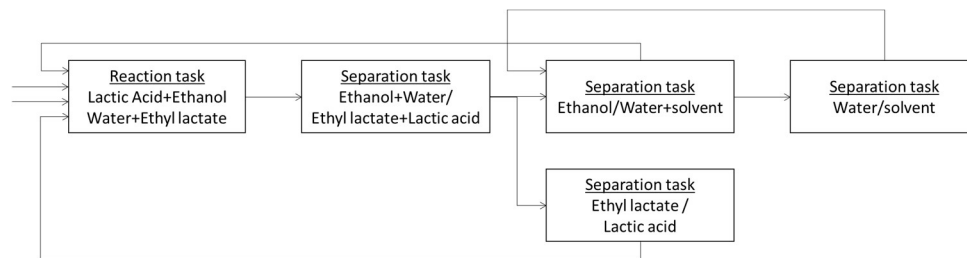 Reaction task
Lactic Acid+Ethanol
Water+Ethyl lactate
Separation task
Ethanol+Water/
Ethyl lactate+Lactic acid
Separation task
Ethanol/Water+solvent
Separation task
Water/solvent
Separation task
Ethyl lactate /
Lactic acid